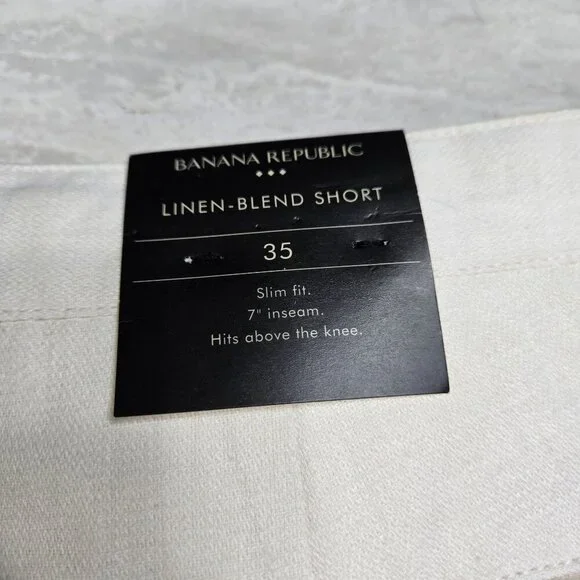 BANANA REPUBLIC
LINEN-BLEND SHORT
35
Slim fit.
7" inseam.
Hits above the knee.